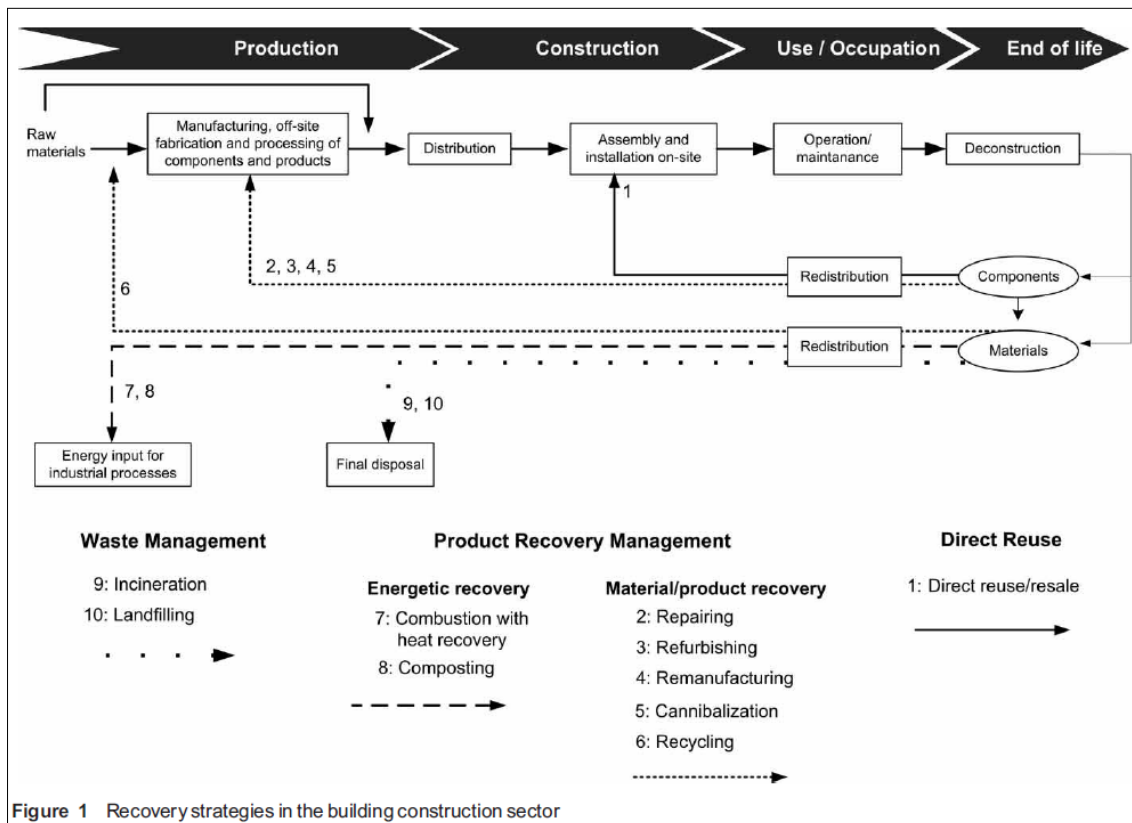 Production
Construction
Use / Occupation
End of life
Raw
materials
Manufacturing, off-site
fabrication and processing of
components and products
Distribution
Assembly and
installation on-site
Operation/
maintanance
Deconstruction
1
2, 3, 4, 5
Redistribution
Components
6
Redistribution
Materials
7, 8
9, 10
Energy input for
industrial processes
Final disposal
Waste Management
9: Incineration
10: Landfilling
Product Recovery Management
Energetic recovery
7: Combustion with
heat recovery
8: Composting
Material/product recovery
2: Repairing
3: Refurbishing
4: Remanufacturing
5: Cannibalization
6: Recycling
Direct Reuse
1: Direct reuse/resale
Figure 1 Recovery strategies in the building construction sector